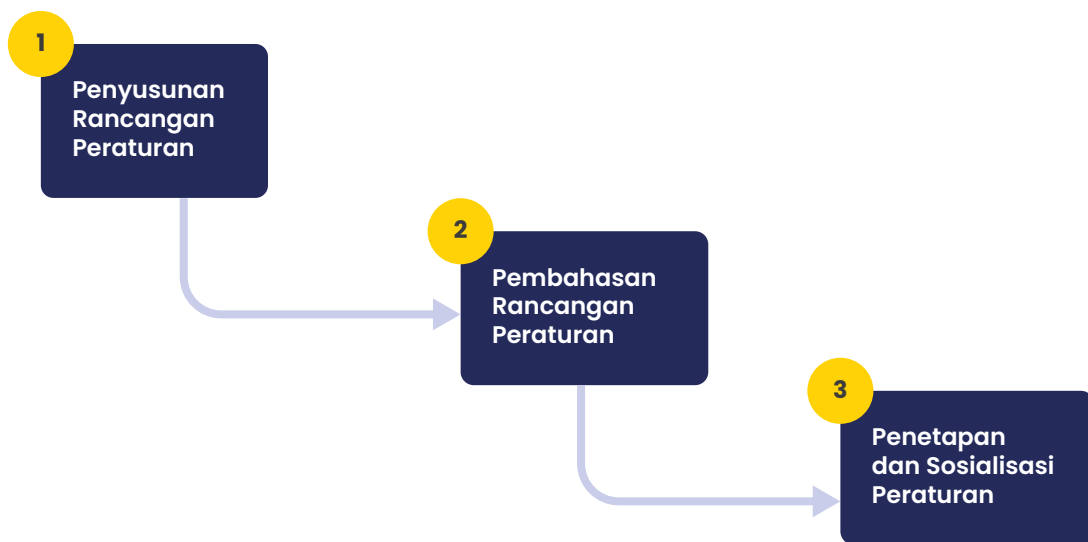 1
Penyusunan
Rancangan
Peraturan
2
Pembahasan
Rancangan
Peraturan
3
Penetapan
dan Sosialisasi
Peraturan